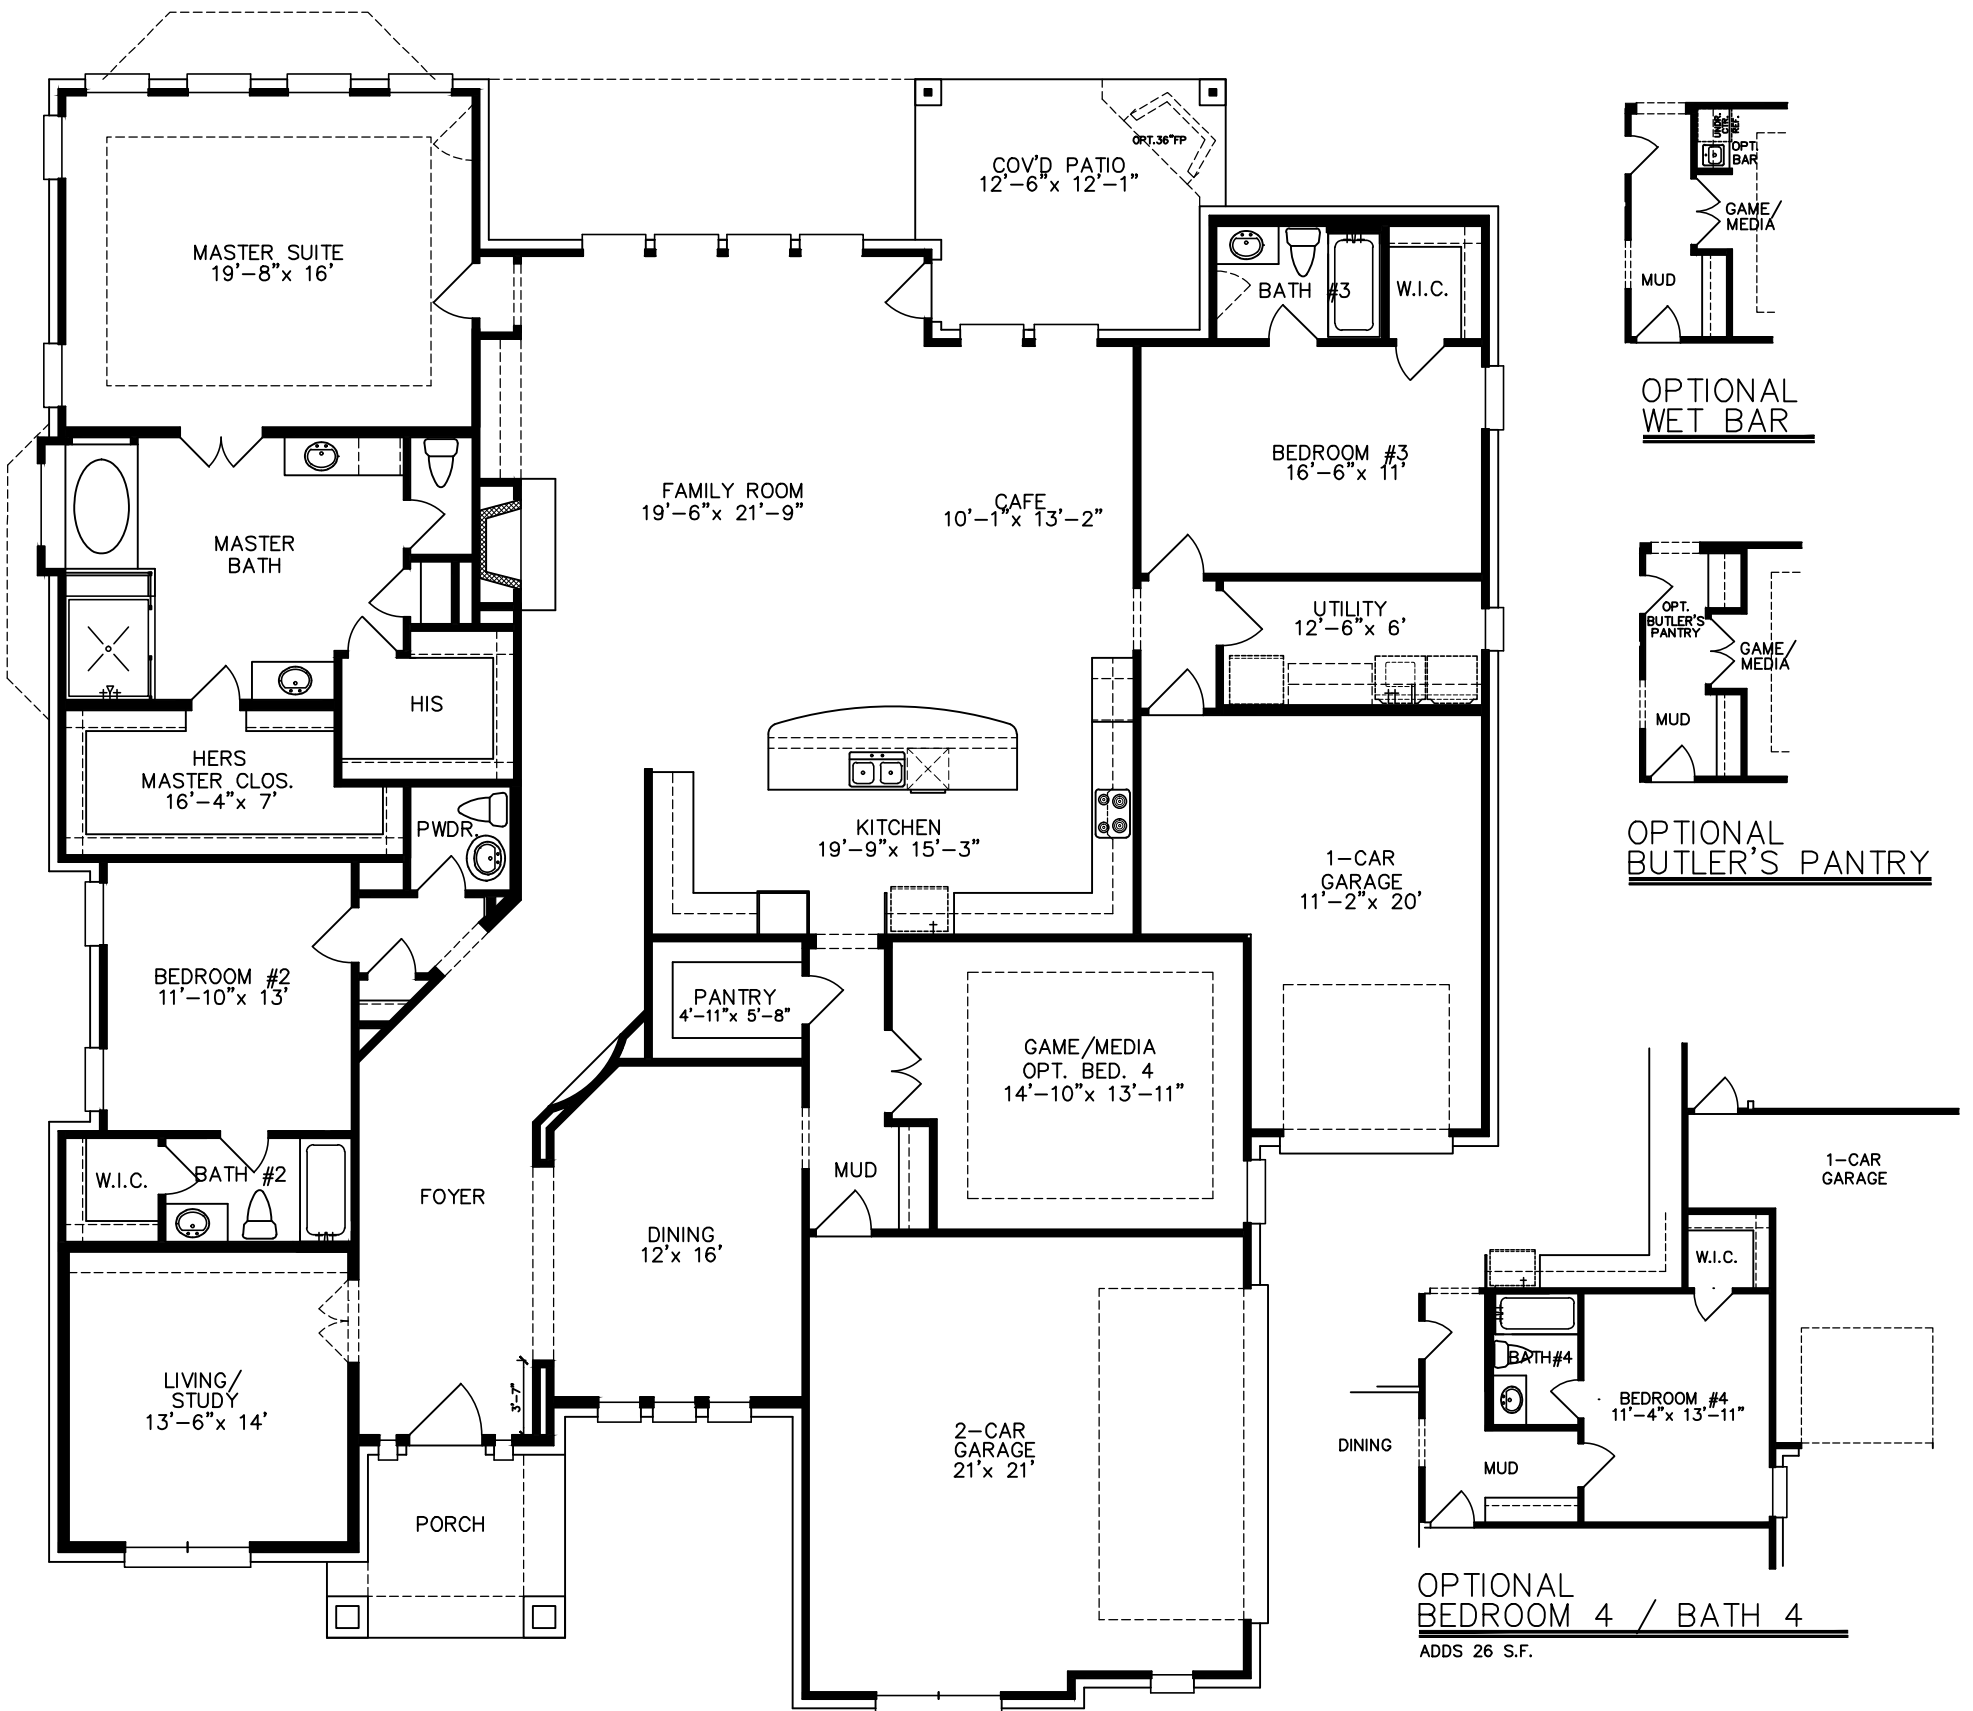 OPT.36"FP
COV'D PATIO
12'-6"x 12'-1"
MASTER SUITE
19'-8"x 16'
BATH #3
W.I.C.
BEDROOM #3
16'-6"x 11'
FAMILY ROOM
19'-6"x 21'-9"
CAFE
10'-1"x 13'-2"
MASTER
BATH
UTILITY
12'-6"x 6'
HIS
HERS
MASTER CLOS.
16'-4"x 7'
PWDR.
KITCHEN
19'-9"x 15'-3"
1-CAR
GARAGE
11'-2"x 20'
BEDROOM #2
11'-10"x 13'
PANTRY
4'-11"x 5'-8"
GAME/MEDIA
OPT. BED. 4
14'-10"x 13'-11"
W.I.C.
BATH #2
FOYER
MUD
DINING
12'x 16'
LIVING/
STUDY
13'-6"x 14'
3'-7"
2-CAR
GARAGE
21'x 21'
PORCH
UNDR.
CTR.
REF.
OPT.
BAR
GAME/
MEDIA
MUD
OPTIONAL
WET BAR
OPT.
BUTLER'S
PANTRY
GAME/
MEDIA
MUD
OPTIONAL
BUTLER'S PANTRY
1-CAR
GARAGE
W.I.C.
BATH#4
BEDROOM #4
11'-4"x 13'-11"
DINING
MUD
OPTIONAL
BEDROOM 4 / BATH 4
ADDS 26 S.F.